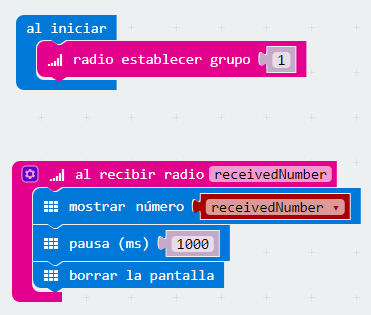 al iniciar
radio establecer grupo 1
al recibir radio receivedNumber
mostrar número receivedNumber
pausa (ms) 1000
borrar la pantalla